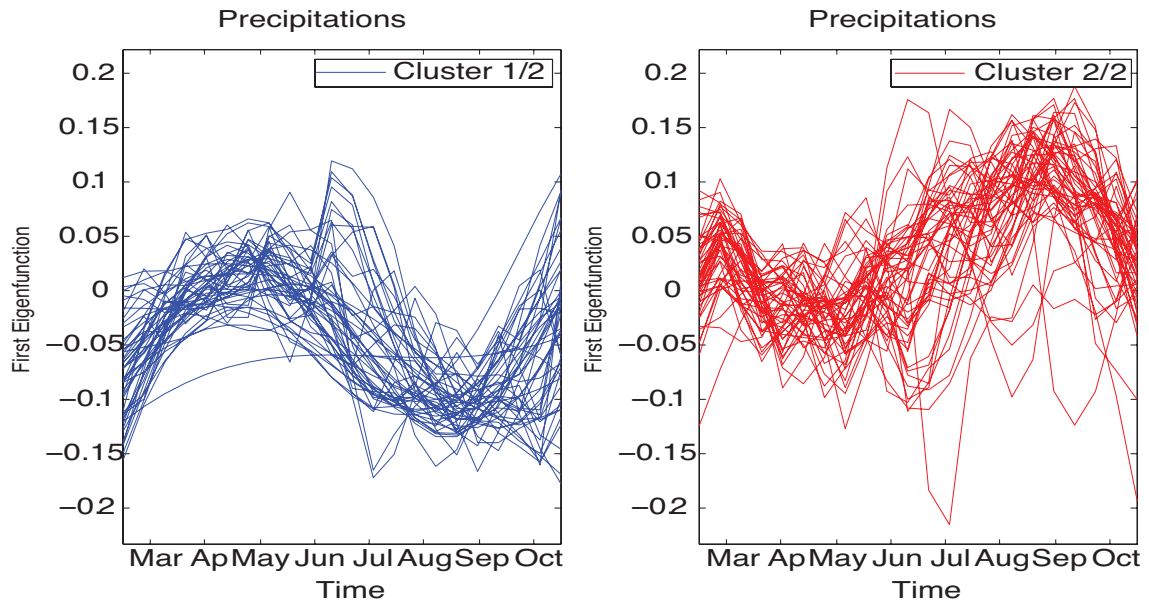 Precipitations
Cluster 1/2
0.2
0.15
0.1
0.05
0
−0.05
−0.1
−0.15
−0.2
First Eigenfunction
Mar Ap May Jun Jul Aug Sep Oct
Time
Precipitations
Cluster 2/2
0.2
0.15
0.1
0.05
0
−0.05
−0.1
−0.15
−0.2
First Eigenfunction
Mar Ap May Jun Jul Aug Sep Oct
Time